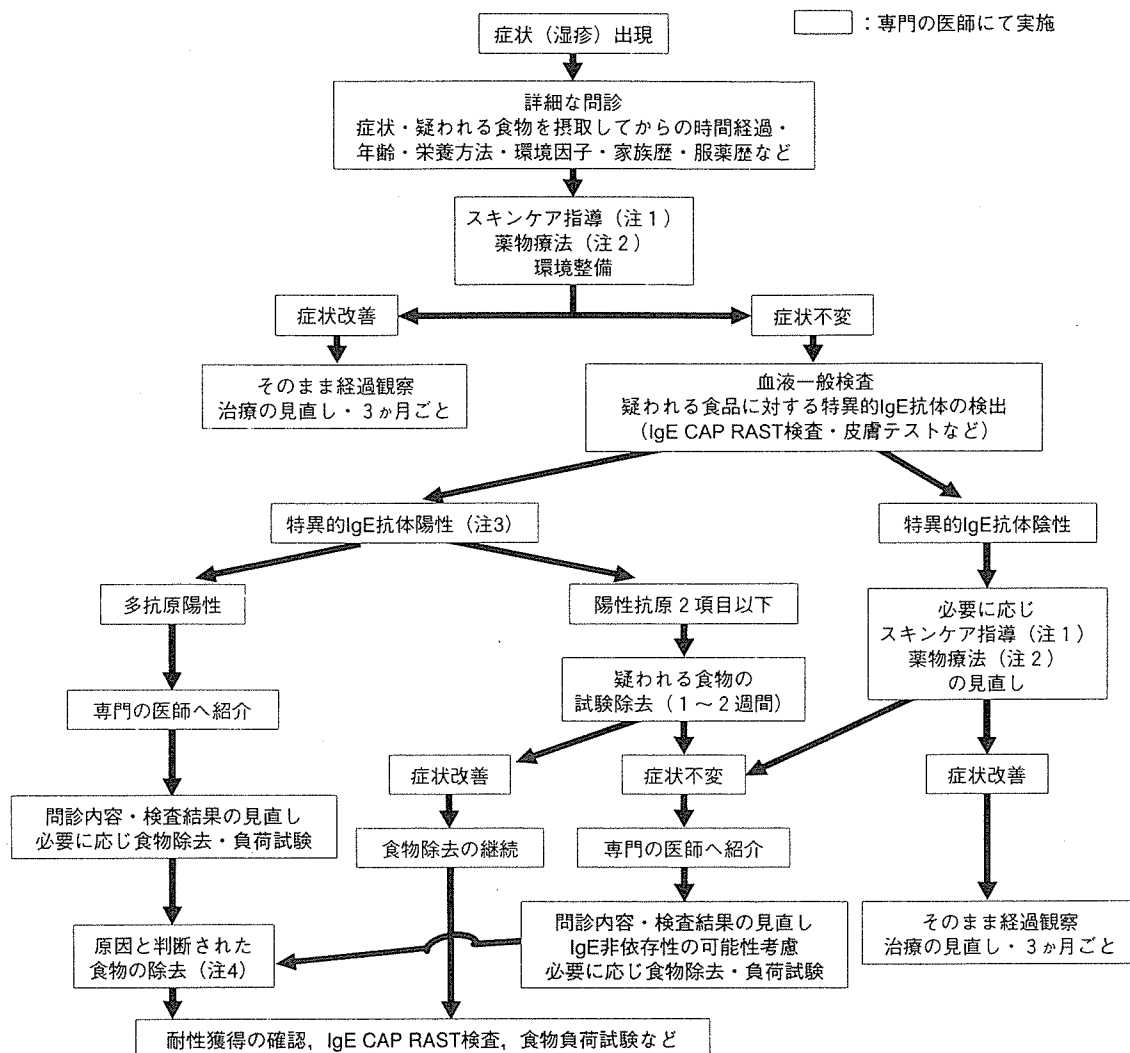 ：専門の医師にて実施
症状（湿疹）出現
詳細な問診
症状・疑われる食物を摂取してからの時間経過・
年齢・栄養方法・環境因子・家族歴・服薬歴など
スキンケア指導（注１）
薬物療法（注２）
環境整備
症状改善
症状不変
そのまま経過観察
治療の見直し・３ヵ月ごと
血液一般検査
疑われる食品に対する特異的IgE抗体の検出
（IgE CAP RAST検査・皮膚テストなど）
特異的IgE抗体陽性（注3）
特異的IgE抗体陰性
多抗原陽性
陽性抗原２項目以下
必要に応じ
スキンケア指導（注１）
薬物療法（注２）
の見直し
専門の医師へ紹介
疑われる食物の
試験除去（１～２週間）
症状改善
症状不変
症状改善
問診内容・検査結果の見直し
必要に応じ食物除去・負荷試験
食物除去の継続
専門の医師へ紹介
原因と判断された
食物の除去（注4）
問診内容・検査結果の見直し
IgE非依存性の可能性考慮
必要に応じ食物除去・負荷試験
そのまま経過観察
治療の見直し・３ヵ月ごと
耐性獲得の確認，IgE CAP RAST検査，食物負荷試験など